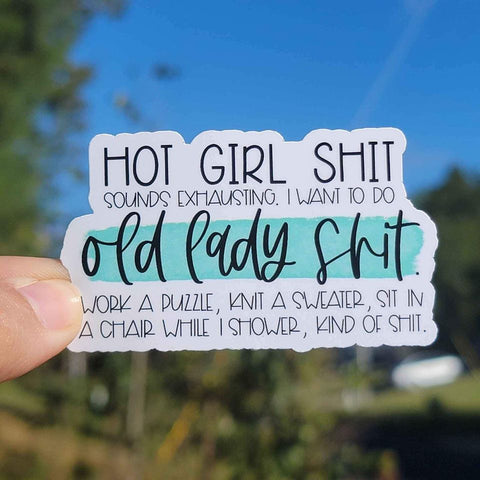 HOT GIRL SHIT
SOUNDS EXHAUSTING. I WANT TO DO
old lady shit.
WORK A PUZZLE, KNIT A SWEATER, SIT IN
A CHAIR WHILE I SHOWER, KIND OF SHIT.